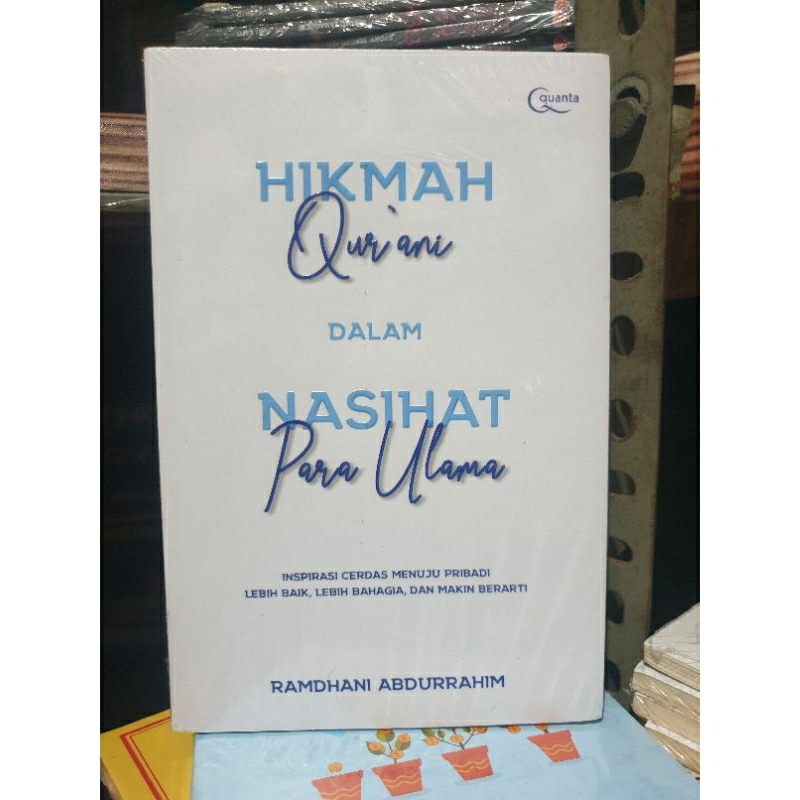 quanta
HIKMAH
Qur'ani
DALAM
NASIHAT
Para Ulama
INSPIRASI CERDAS MENUJU PRIBADI
LEBIH BAIK, LEBIH BAHAGIA, DAN MAKIN BERARTI
RAMDHANI ABDURRAHIM